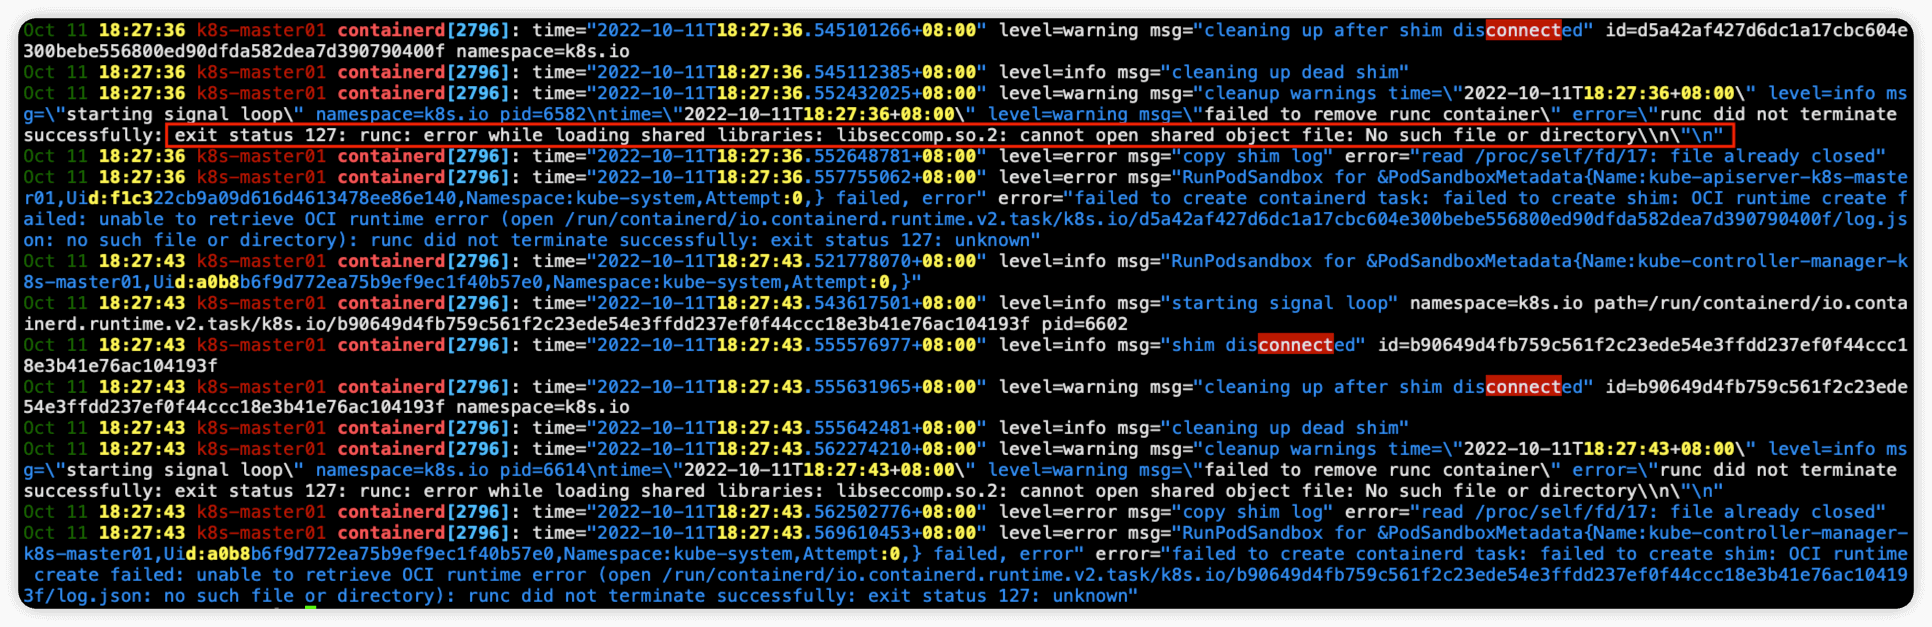 Oct 11 18:27:36 k8s-master01 containerd[2796]: time="2022-10-11T18:27:36.545101266+08:00" level=warning msg="cleaning up after shim disconnected" id=d5a42af427d6dc1a17cbc604e
300bebe556800ed90dfda582dea7d390790400f namespace=k8s.io
Oct 11 18:27:36 k8s-master01 containerd[2796]: time="2022-10-11T18:27:36.545112385+08:00" level=info msg="cleaning up dead shim"
Oct 11 18:27:36 k8s-master01 containerd[2796]: time="2022-10-11T18:27:36.552432025+08:00" level=warning msg="cleanup warnings time=\"2022-10-11T18:27:36+08:00\" level=info ms
g=\"starting signal loop\" namespace=k8s.io pid=6582\ntime=\"2022-10-11T18:27:36+08:00\" level=warning msg=\"failed to remove runc container\" error=\"runc did not terminate
successfully: exit status 127: runc: error while loading shared libraries: libseccomp.so.2: cannot open shared object file: No such file or directory\\n\"\n"
Oct 11 18:27:36 k8s-master01 containerd[2796]: time="2022-10-11T18:27:36.552648781+08:00" level=error msg="copy shim log" error="read /proc/self/fd/17: file already closed"
Oct 11 18:27:36 k8s-master01 containerd[2796]: time="2022-10-11T18:27:36.557755062+08:00" level=error msg="RunPodSandbox for &PodSandboxMetadata{Name:kube-apiserver-k8s-maste
r01,Uid:f1c322cb9a09d616d4613478ee86e140,Namespace:kube-system,Attempt:0,} failed, error" error="failed to create containerd task: failed to create shim: OCI runtime create f
ailed: unable to retrieve OCI runtime error (open /run/containerd/io.containerd.runtime.v2.task/k8s.io/d5a42af427d6dc1a17cbc604e300bebe556800ed90dfda582dea7d390790400f/log.js
on: no such file or directory): runc did not terminate successfully: exit status 127: unknown"
Oct 11 18:27:43 k8s-master01 containerd[2796]: time="2022-10-11T18:27:43.521778070+08:00" level=info msg="RunPodsandbox for &PodSandboxMetadata{Name:kube-controller-manager-k
8s-master01,Uid:a0b8b6f9d772ea75b9ef9ec1f40b57e0,Namespace:kube-system,Attempt:0,}"
Oct 11 18:27:43 k8s-master01 containerd[2796]: time="2022-10-11T18:27:43.543617501+08:00" level=info msg="starting signal loop" namespace=k8s.io path=/run/containerd/io.conta
inerd.runtime.v2.task/k8s.io/b90649d4fb759c561f2c23ede54e3ffdd237ef0f44ccc18e3b41e76ac104193f pid=6602
Oct 11 18:27:43 k8s-master01 containerd[2796]: time="2022-10-11T18:27:43.555576977+08:00" level=info msg="shim disconnected" id=b90649d4fb759c561f2c23ede54e3ffdd237ef0f44ccc1
8e3b41e76ac104193f
Oct 11 18:27:43 k8s-master01 containerd[2796]: time="2022-10-11T18:27:43.555631965+08:00" level=warning msg="cleaning up after shim disconnected" id=b90649d4fb759c561f2c23ede
54e3ffdd237ef0f44ccc18e3b41e76ac104193f namespace=k8s.io
Oct 11 18:27:43 k8s-master01 containerd[2796]: time="2022-10-11T18:27:43.555642481+08:00" level=info msg="cleaning up dead shim"
Oct 11 18:27:43 k8s-master01 containerd[2796]: time="2022-10-11T18:27:43.562274210+08:00" level=warning msg="cleanup warnings time=\"2022-10-11T18:27:43+08:00\" level=info ms
g=\"starting signal loop\" namespace=k8s.io pid=6614\ntime=\"2022-10-11T18:27:43+08:00\" level=warning msg=\"failed to remove runc container\" error=\"runc did not terminate
successfully: exit status 127: runc: error while loading shared libraries: libseccomp.so.2: cannot open shared object file: No such file or directory\\n\"\n"
Oct 11 18:27:43 k8s-master01 containerd[2796]: time="2022-10-11T18:27:43.562502776+08:00" level=error msg="copy shim log" error="read /proc/self/fd/17: file already closed"
Oct 11 18:27:43 k8s-master01 containerd[2796]: time="2022-10-11T18:27:43.569610453+08:00" level=error msg="RunPodSandbox for &PodSandboxMetadata{Name:kube-controller-manager-
k8s-master01,Uid:a0b8b6f9d772ea75b9ef9ec1f40b57e0,Namespace:kube-system,Attempt:0,} failed, error" error="failed to create containerd task: failed to create shim: OCI runtime
 create failed: unable to retrieve OCI runtime error (open /run/containerd/io.containerd.runtime.v2.task/k8s.io/b90649d4fb759c561f2c23ede54e3ffdd237ef0f44ccc18e3b41e76ac10419
3f/log.json: no such file or directory): runc did not terminate successfully: exit status 127: unknown"